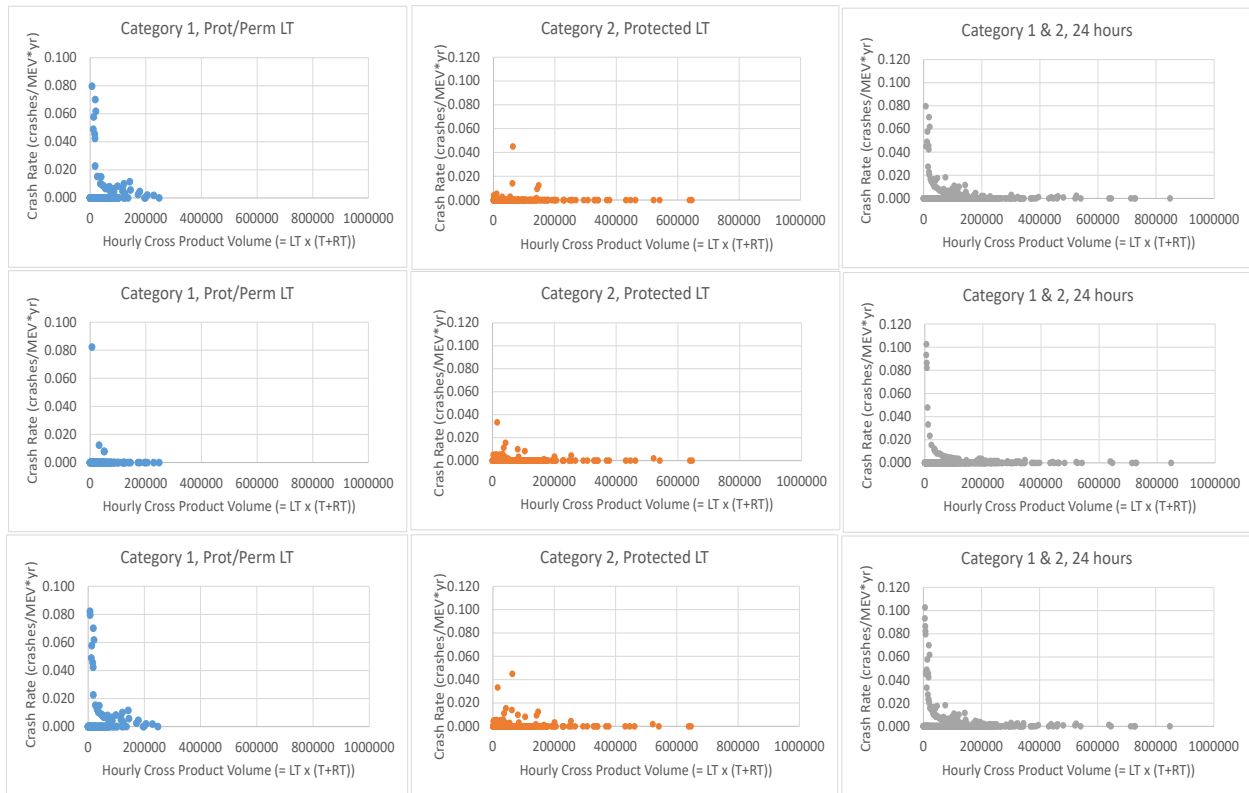 Category 1, Prot/Perm LT
Crash Rate (crashes/MEV*yr)
0.100
0.080
0.060
0.040
0.020
0.000
0 200000 400000 600000 800000 1000000
Hourly Cross Product Volume (= LT x (T+RT))
Category 2, Protected LT
Crash Rate (crashes/MEV*yr)
0.120
0.100
0.080
0.060
0.040
0.020
0.000
0 200000 400000 600000 800000 1000000
Hourly Cross Product Volume (= LT x (T+RT))
Category 1 & 2, 24 hours
Crash Rate (crashes/MEV*yr)
0.120
0.100
0.080
0.060
0.040
0.020
0.000
0 200000 400000 600000 800000 1000000
Hourly Cross Product Volume (= LT x (T+RT))
Category 1, Prot/Perm LT
Crash Rate (crashes/MEV*yr)
0.100
0.080
0.060
0.040
0.020
0.000
0 200000 400000 600000 800000 1000000
Hourly Cross Product Volume (= LT x (T+RT))
Category 2, Protected LT
Crash Rate (crashes/MEV*yr)
0.120
0.100
0.080
0.060
0.040
0.020
0.000
0 200000 400000 600000 800000 1000000
Hourly Cross Product Volume (= LT x (T+RT))
Category 1 & 2, 24 hours
Crash Rate (crashes/MEV*yr)
0.120
0.100
0.080
0.060
0.040
0.020
0.000
0 200000 400000 600000 800000 1000000
Hourly Cross Product Volume (= LT x (T+RT))
Category 1, Prot/Perm LT
Crash Rate (crashes/MEV*yr)
0.100
0.080
0.060
0.040
0.020
0.000
0 200000 400000 600000 800000 1000000
Hourly Cross Product Volume (= LT x (T+RT))
Category 2, Protected LT
Crash Rate (crashes/MEV*yr)
0.120
0.100
0.080
0.060
0.040
0.020
0.000
0 200000 400000 600000 800000 1000000
Hourly Cross Product Volume (= LT x (T+RT))
Category 1 & 2, 24 hours
Crash Rate (crashes/MEV*yr)
0.120
0.100
0.080
0.060
0.040
0.020
0.000
0 200000 400000 600000 800000 1000000
Hourly Cross Product Volume (= LT x (T+RT))